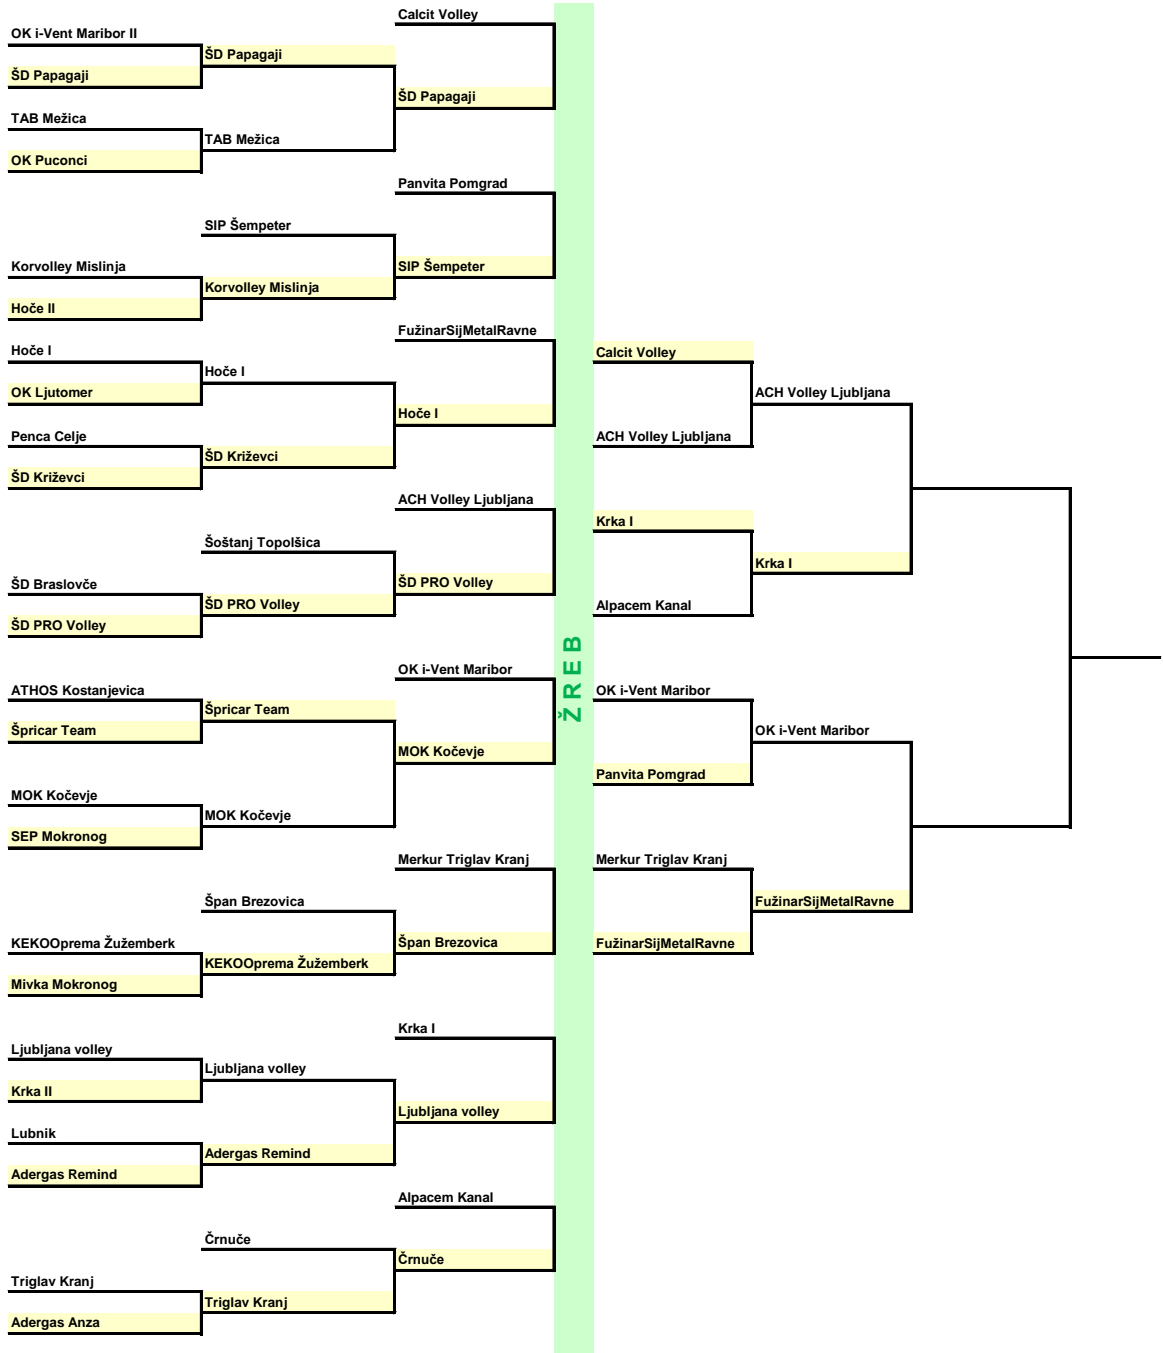 OK i-Vent Maribor II
ŠD Papagaji
TAB Mežica
OK Puconci
Korvolley Mislinja
Hoče II
Hoče I
OK Ljutomer
Penca Celje
ŠD Križevci
ŠD Braslovče
ŠD PRO Volley
ATHOS Kostanjevica
Špricar Team
MOK Kočevje
SEP Mokronog
KEKOOprema Žužemberk
Mivka Mokronog
Ljubljana volley
Krka II
Lubnik
Adergas Remind
Triglav Kranj
Adergas Anza
ŠD Papagaji
TAB Mežica
SIP Šempeter
Korvolley Mislinja
Hoče I
ŠD Križevci
Šoštanj Topolšica
ŠD PRO Volley
Špricar Team
MOK Kočevje
Špan Brezovica
KEKOOprema Žužemberk
Ljubljana volley
Adergas Remind
Črnuče
Triglav Kranj
Calcit Volley
ŠD Papagaji
Panvita Pomgrad
SIP Šempeter
FužinarSijMetalRavne
Hoče I
ACH Volley Ljubljana
ŠD PRO Volley
OK i-Vent Maribor
MOK Kočevje
Merkur Triglav Kranj
Špan Brezovica
Krka I
Ljubljana volley
Alpacem Kanal
Črnuče
ŽREB
Calcit Volley
ACH Volley Ljubljana
Krka I
Alpacem Kanal
OK i-Vent Maribor
Panvita Pomgrad
Merkur Triglav Kranj
FužinarSijMetalRavne
ACH Volley Ljubljana
Krka I
OK i-Vent Maribor
FužinarSijMetalRavne